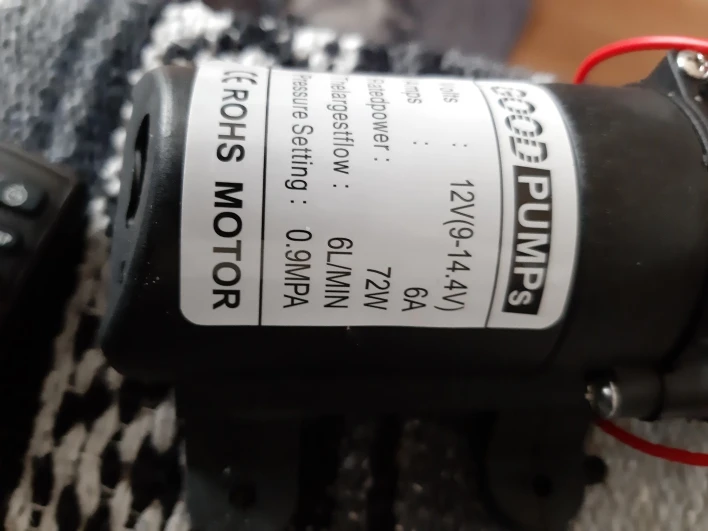 GOOD PUMPs
Volts : 12V(9-14.4V)
Amps : 6A
Ratedpower : 72W
Thelargestflow : 6L/MIN
Pressure Setting : 0.9MPA
CE ROHS MOTOR